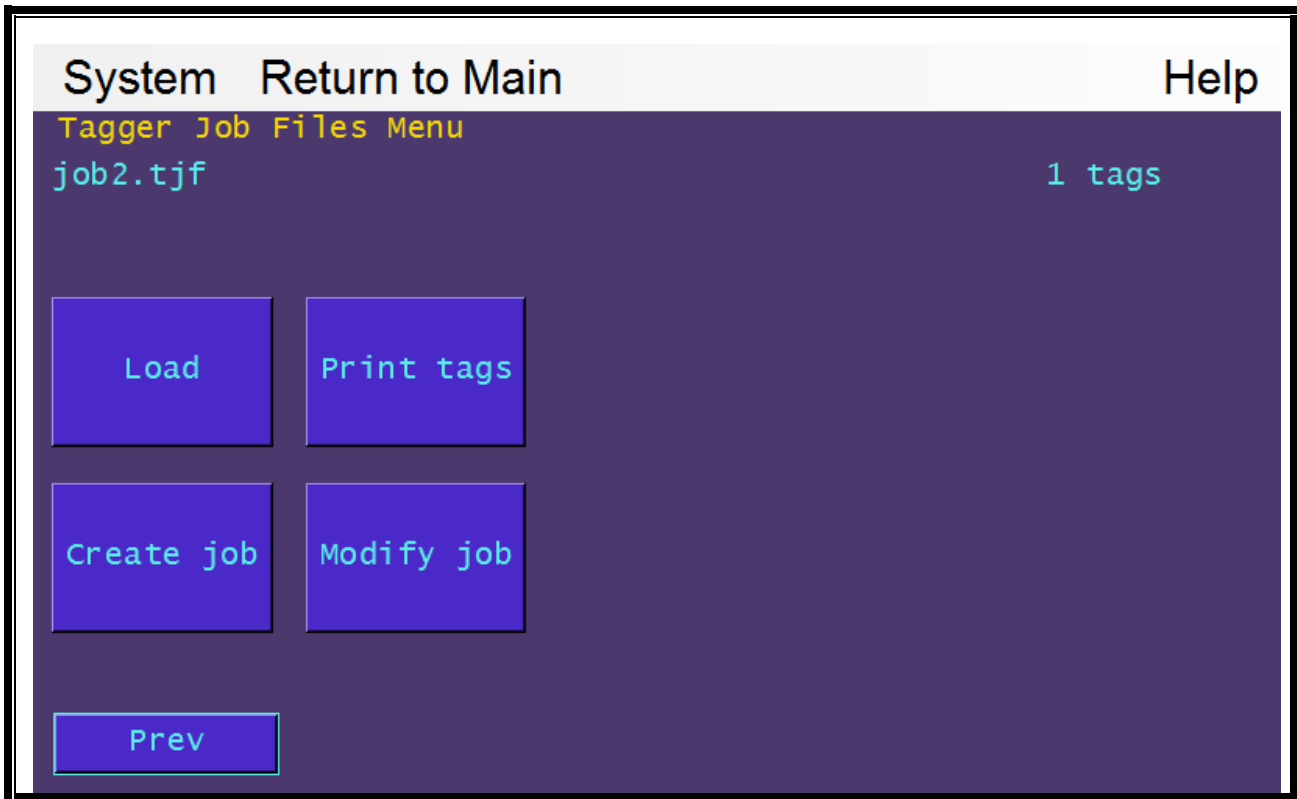 System Return to Main Help
Tagger Job Files Menu
job2.tjf 1 tags
Load Print tags
Create job Modify job
Prev